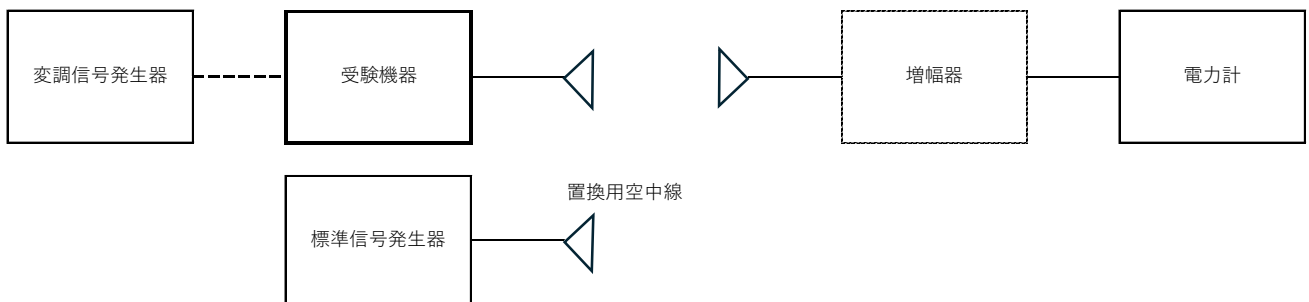 変調信号発生器
受験機器
増幅器
電力計
置換用空中線
標準信号発生器